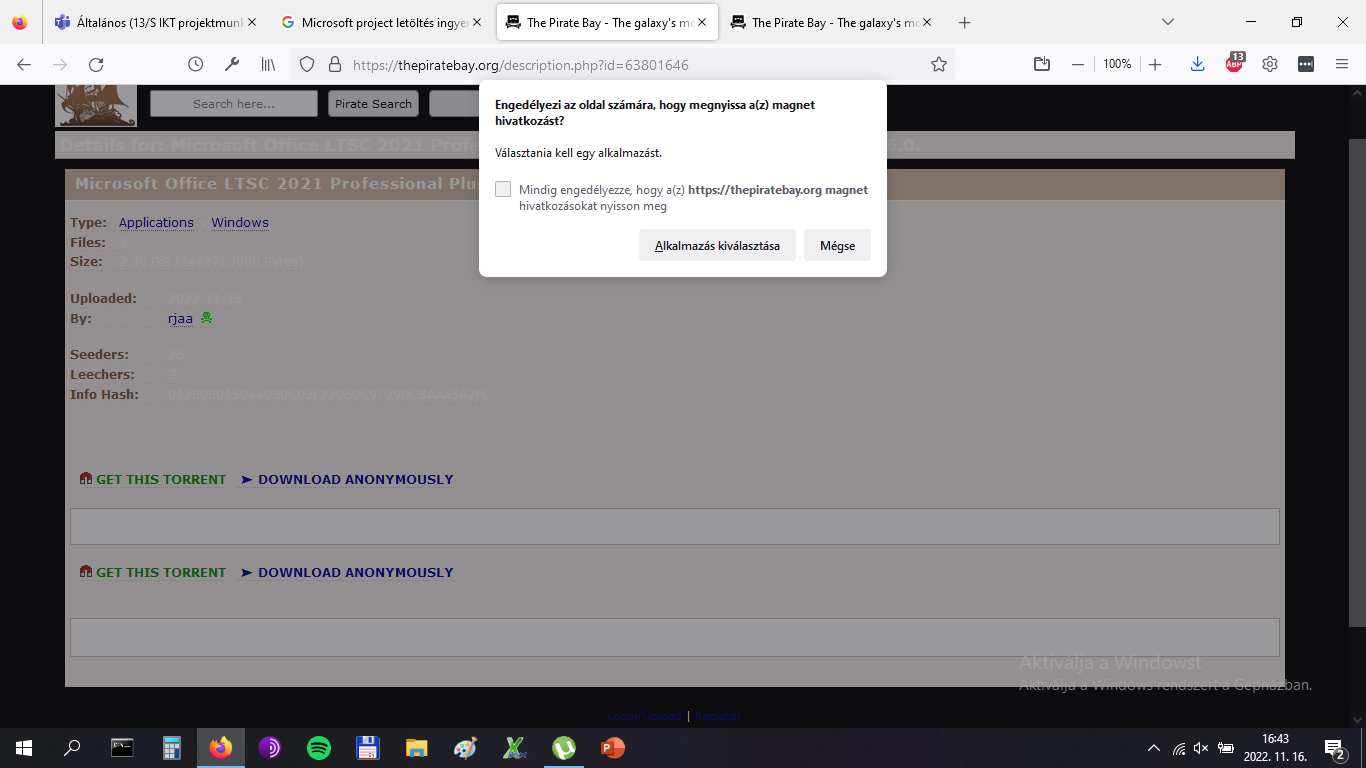 Általános (13/S IKT projektmunk
Microsoft project letöltés ingyer
The Pirate Bay - The galaxy's mo
The Pirate Bay - The galaxy's mo
https://thepiratebay.org/description.php?id=63801646
100%
13
ABP
Search here...
Pirate Search
Engedélyezi az oldal számára, hogy megnyissa a(z) magnet
hivatkozást?
Választania kell egy alkalmazást.
Mindig engedélyezze, hogy a(z) https://thepiratebay.org magnet
hivatkozásokat nyisson meg
Alkalmazás kiválasztása
Mégse
Details for: Microsoft Office LTSC 2021 Profe
3.0.
Microsoft Office LTSC 2021 Professional Plu
Type: Applications Windows
Files: 1
Size: 2.30 GiB (2467758080 Bytes)
Uploaded: 2022-11-13
By: rjaa
Seeders: 26
Leechers: 3
Info Hash:
GET THIS TORRENT DOWNLOAD ANONYMOUSLY
GET THIS TORRENT DOWNLOAD ANONYMOUSLY
Aktiválja a Windowst
Aktiválja a Windows rendszert a Gépházban.
Login/Upload | Register
16:43
2022. 11. 16.
2